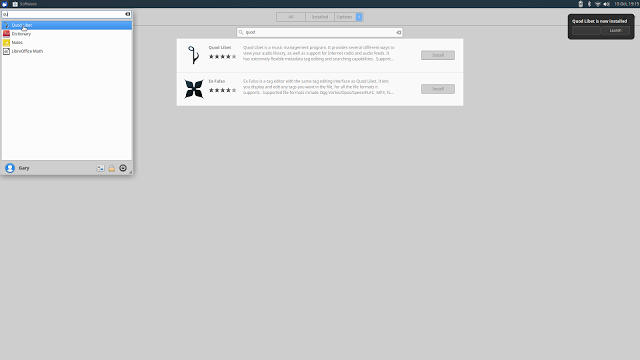 Software
10 Oct, 19:15
qu
Quod Libet
Dictionary
Notes
LibreOffice Math
Gary
All
Installed
Updates
quod
Quod Libet
Quod Libet is a music management program. It provides several different ways to
view your audio library, as well as support for Internet radio and audio feeds. It
has extremely flexible metadata tag editing and searching capabilities. Support...
Install
Ex Falso
Ex Falso is a tag editor with the same tag editing interface as Quod Libet. It lets
you display and edit any tags you want in the file, for all the file formats it
supports. Supported file formats include Ogg Vorbis/Opus/Speex/FLAC, MP3, 
Install
Quod Libet is now installed
Launch